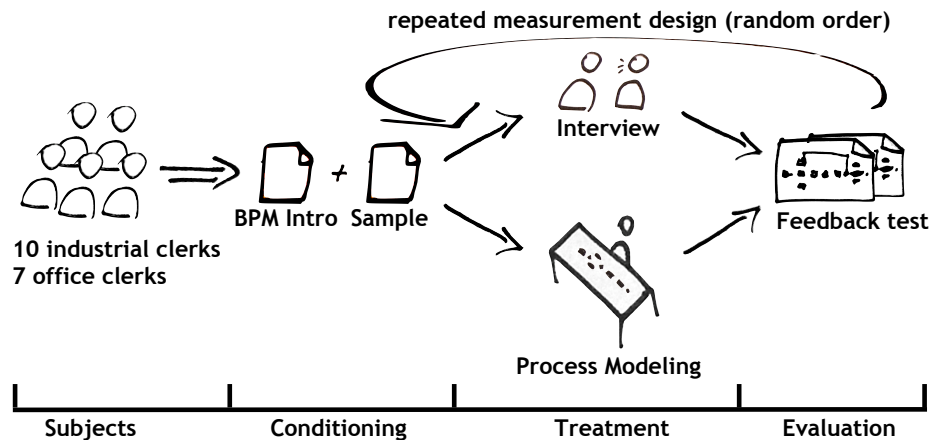 repeated measurement design (random order)
Interview
BPM Intro
Sample
Feedback test
10 industrial clerks
7 office clerks
Process Modeling
Subjects
Conditioning
Treatment
Evaluation